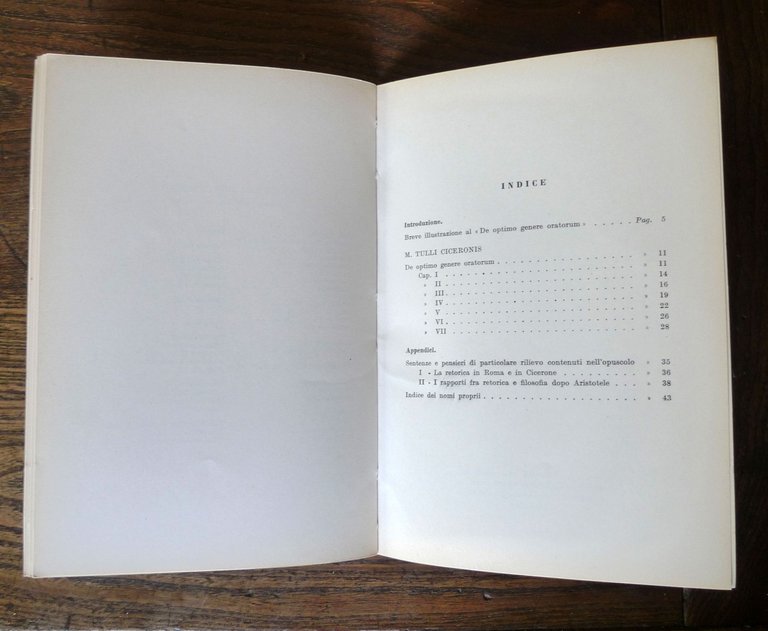 INDICE
Introduzione.
Breve illustrazione al « De optimo genere oratorum » . . . . . Pag. 5
M. TULLI CICERONIS
De optimo genere oratorum . . . . . . . . . . . . . . . » 11
Cap. I . . . . . . . . . . . . . . . . . . . . » 11
» II . . . . . . . . . . . . . . . . . . . . » 14
» III . . . . . . . . . . . . . . . . . . . . » 16
» IV . . . . . . . . . . . . . . . . . . . . » 19
» V . . . . . . . . . . . . . . . . . . . . » 22
» VI . . . . . . . . . . . . . . . . . . . . » 26
» VII . . . . . . . . . . . . . . . . . . . . » 28
Appendici.
Sentenze e pensieri di particolare rilievo contenuti nell'opuscolo » 35
I - La retorica in Roma e in Cicerone . . . . . . . . . » 36
II - I rapporti fra retorica e filosofia dopo Aristotele . . . » 38
Indice dei nomi proprii . . . . . . . . . . . . . . . . » 43